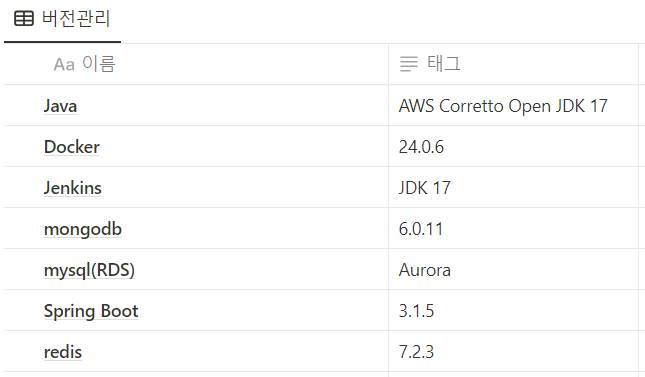 버전관리
Aa 이름 태그
Java AWS Corretto Open JDK 17
Docker 24.0.6
Jenkins JDK 17
mongodb 6.0.11
mysql(RDS) Aurora
Spring Boot 3.1.5
redis 7.2.3